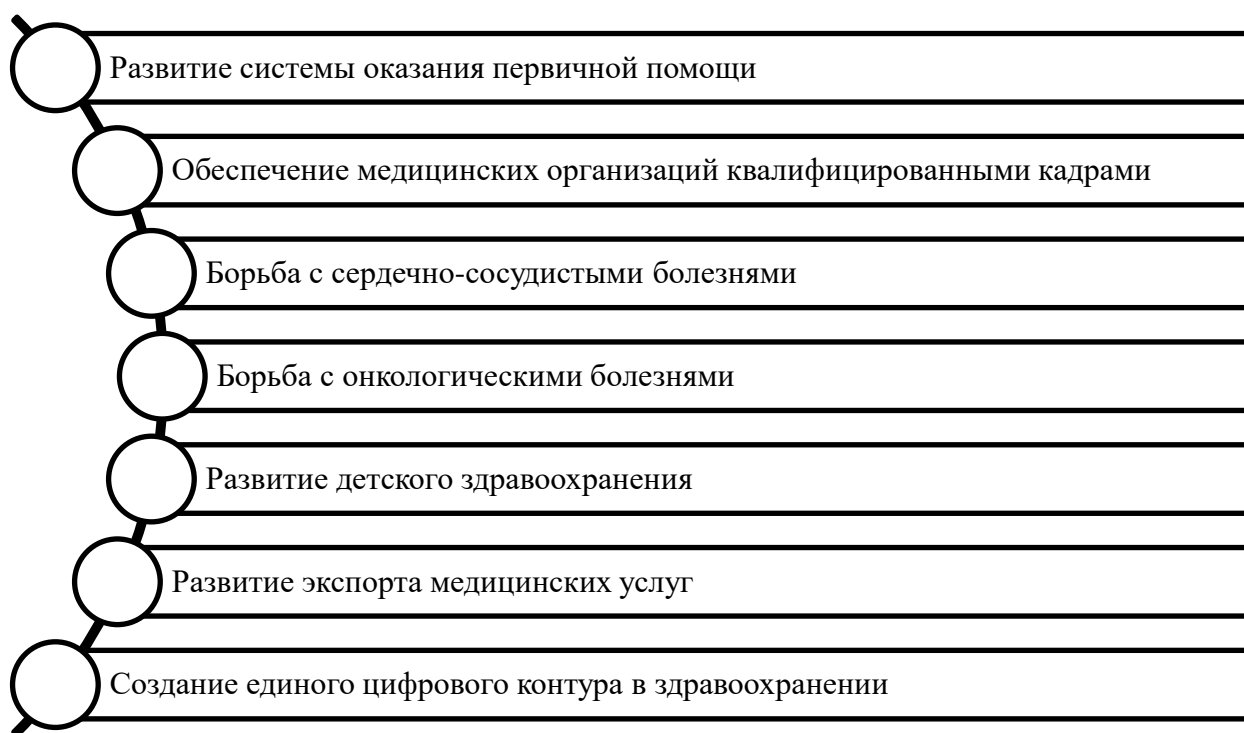 Развитие системы оказания первичной помощи
Обеспечение медицинских организаций квалифицированными кадрами
Борьба с сердечно-сосудистыми болезнями
Борьба с онкологическими болезнями
Развитие детского здравоохранения
Развитие экспорта медицинских услуг
Создание единого цифрового контура в здравоохранении